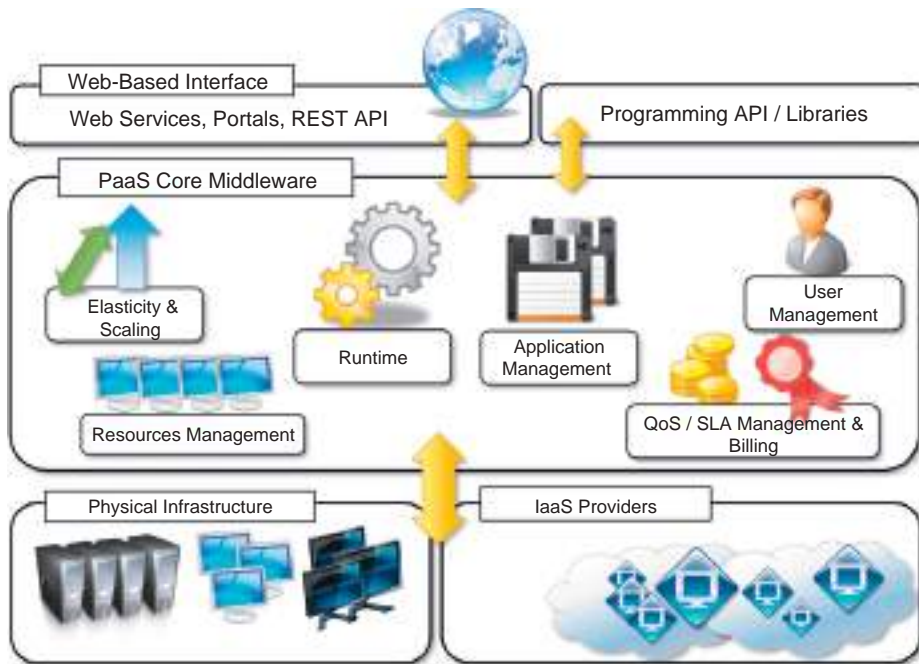 Web-Based Interface
Web Services, Portals, REST API
Programming API / Libraries
PaaS Core Middleware
Elasticity &
Scaling
Runtime
Application
Management
User
Management
Resources Management
QoS / SLA Management &
Billing
Physical Infrastructure
IaaS Providers